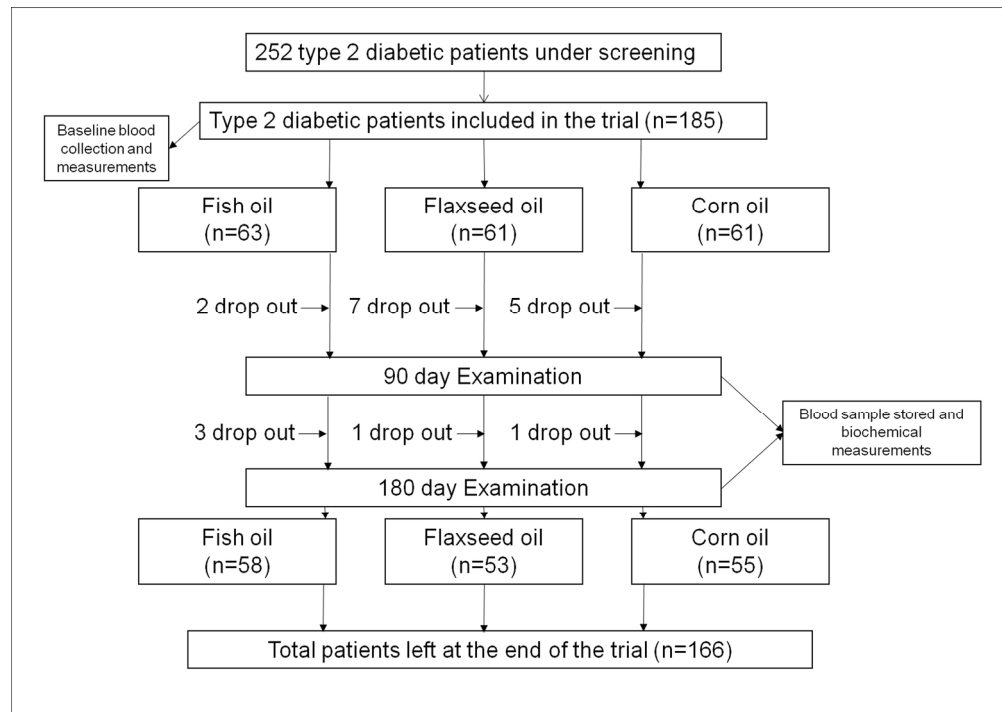 252 type 2 diabetic patients under screening
Type 2 diabetic patients included in the trial (n=185)
Baseline blood
collection and
measurements
Fish oil
(n=63)
Flaxseed oil
(n=61)
Corn oil
(n=61)
2 drop out
7 drop out
5 drop out
90 day Examination
3 drop out
1 drop out
1 drop out
Blood sample stored and
biochemical
measurements
180 day Examination
Fish oil
(n=58)
Flaxseed oil
(n=53)
Corn oil
(n=55)
Total patients left at the end of the trial (n=166)